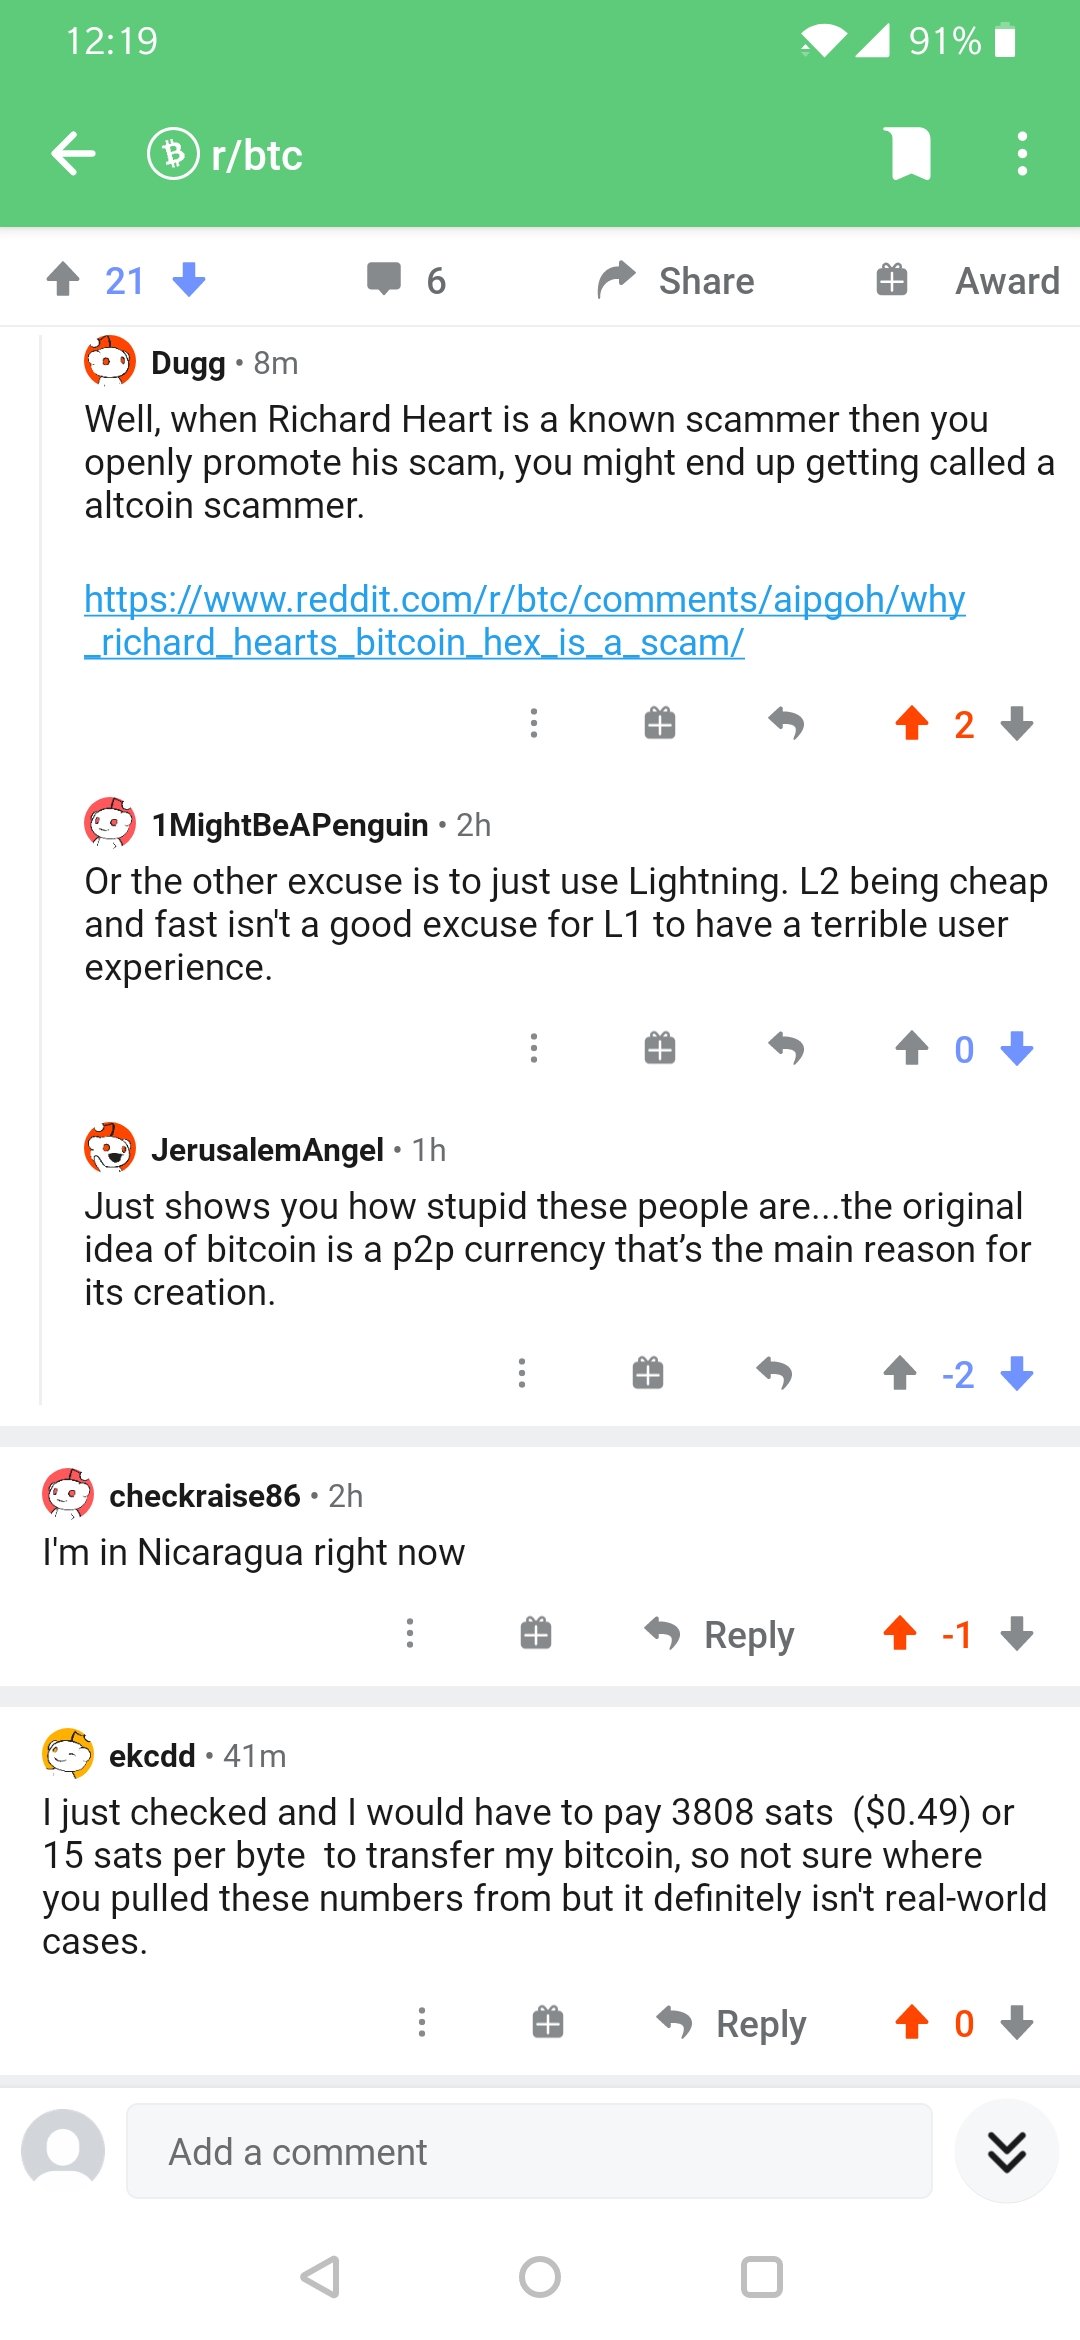 12:19
91%
r/btc
21
6
Share
Award
Dugg • 8m
Well, when Richard Heart is a known scammer then you
openly promote his scam, you might end up getting called a
altcoin scammer.
https://www.reddit.com/r/btc/comments/aipgoh/why
_richard_hearts_bitcoin_hex_is_a_scam/
2
1MightBeAPenguin • 2h
Or the other excuse is to just use Lightning. L2 being cheap
and fast isn't a good excuse for L1 to have a terrible user
experience.
0
JerusalemAngel • 1h
Just shows you how stupid these people are...the original
idea of bitcoin is a p2p currency that’s the main reason for
its creation.
-2
checkraise86 • 2h
I'm in Nicaragua right now
Reply
-1
ekcdd • 41m
I just checked and I would have to pay 3808 sats  ($0.49) or
15 sats per byte  to transfer my bitcoin, so not sure where
you pulled these numbers from but it definitely isn't real-world
cases.
Reply
0
Add a comment